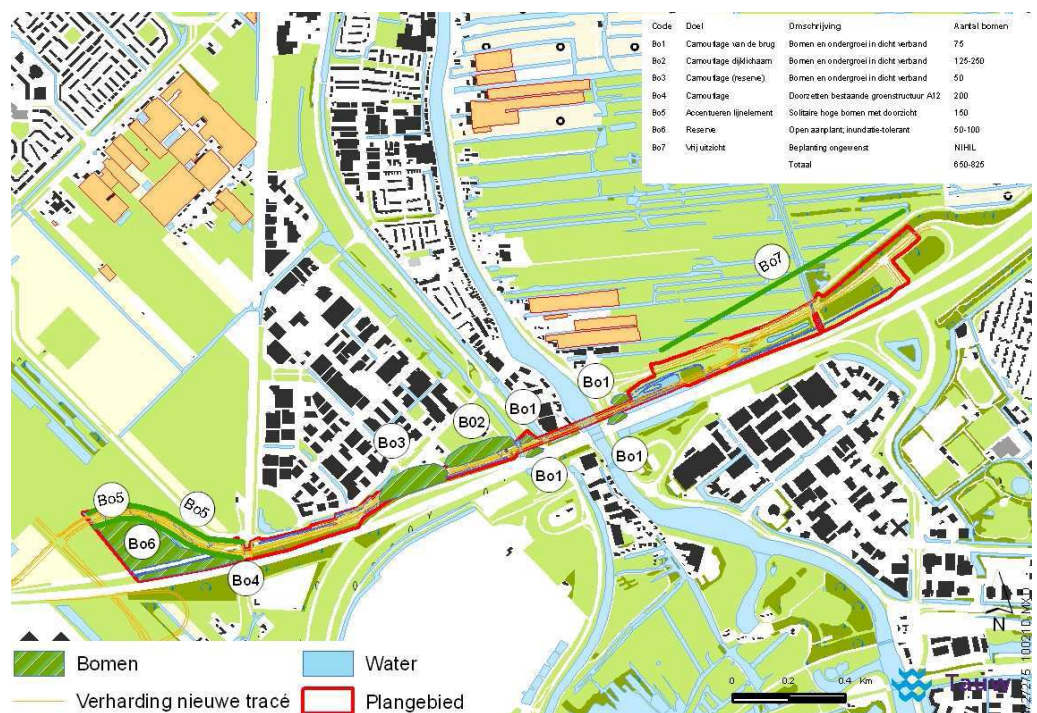 Code Doel Omschrijving Aantal bomen
Bo1 Camouflage van de brug Bomen en ondergroei in dicht verband 75
Bo2 Camouflage dijklichaam Bomen en ondergroei in dicht verband 125-250
Bo3 Camouflage (reserve) Bomen en ondergroei in dicht verband 50
Bo4 Camouflage Doorzetten bestaande groenstructuur A12 200
Bo5 Accentueren lijnelement Solitaire hoge bomen met doorzicht 150
Bo6 Reserve Open aanplant; inundatie-tolerant 50-100
Bo7 Vrij uitzicht Beplanting ongewenst NIHIL
Totaal 650-825
Bo7
Bo1
Bo1
B02
Bo3
Bo1
Bo1
Bo5
Bo5
Bo6
Bo4
N
Bomen
Water
Verharding nieuwe tracé
Plangebied
0 0.2 0.4 Km
Tauw